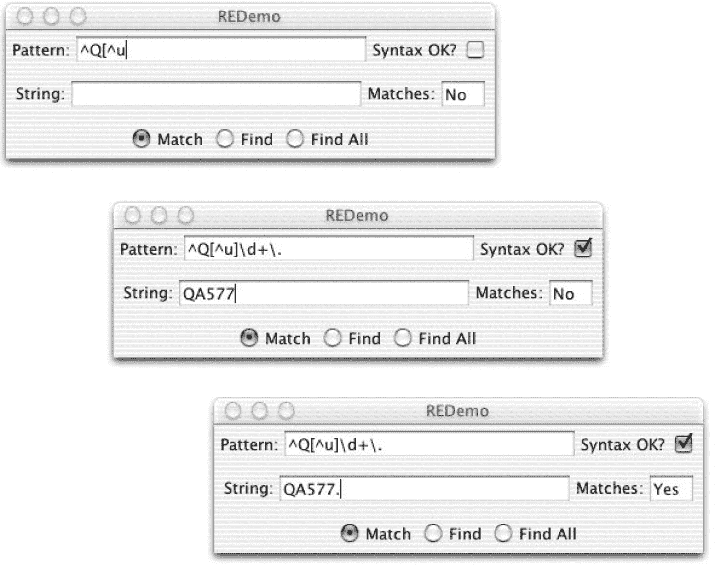 REDemo
Pattern: ^Q[^u Syntax OK?
String: Matches: No
Match Find Find All
REDemo
Pattern: ^Q[^u]\d+\. Syntax OK?
String: QA577 Matches: No
Match Find Find All
REDemo
Pattern: ^Q[^u]\d+\. Syntax OK?
String: QA577. Matches: Yes
Match Find Find All